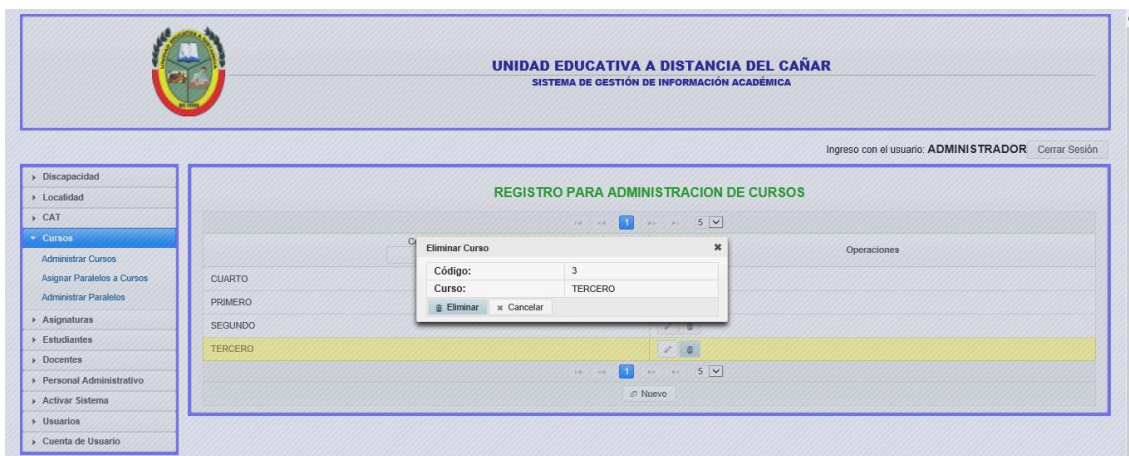 UNIDAD EDUCATIVA A DISTANCIA DEL CAÑAR
SISTEMA DE GESTIÓN DE INFORMACIÓN ACADÉMICA
Ingreso con el usuario: ADMINISTRADOR Cerrar Sesión
Discapacidad
Localidad
CAT
Cursos
Administrar Cursos
Asignar Paralelos a Cursos
Administrar Paralelos
Asignaturas
Estudiantes
Docentes
Personal Administrativo
Activar Sistema
Usuarios
Cuenta de Usuario
REGISTRO PARA ADMINISTRACION DE CURSOS
1 5
Operaciones
CUARTO
PRIMERO
SEGUNDO
TERCERO
1 5
Nuevo
Eliminar Curso
Código: 3
Curso: TERCERO
Eliminar Cancelar